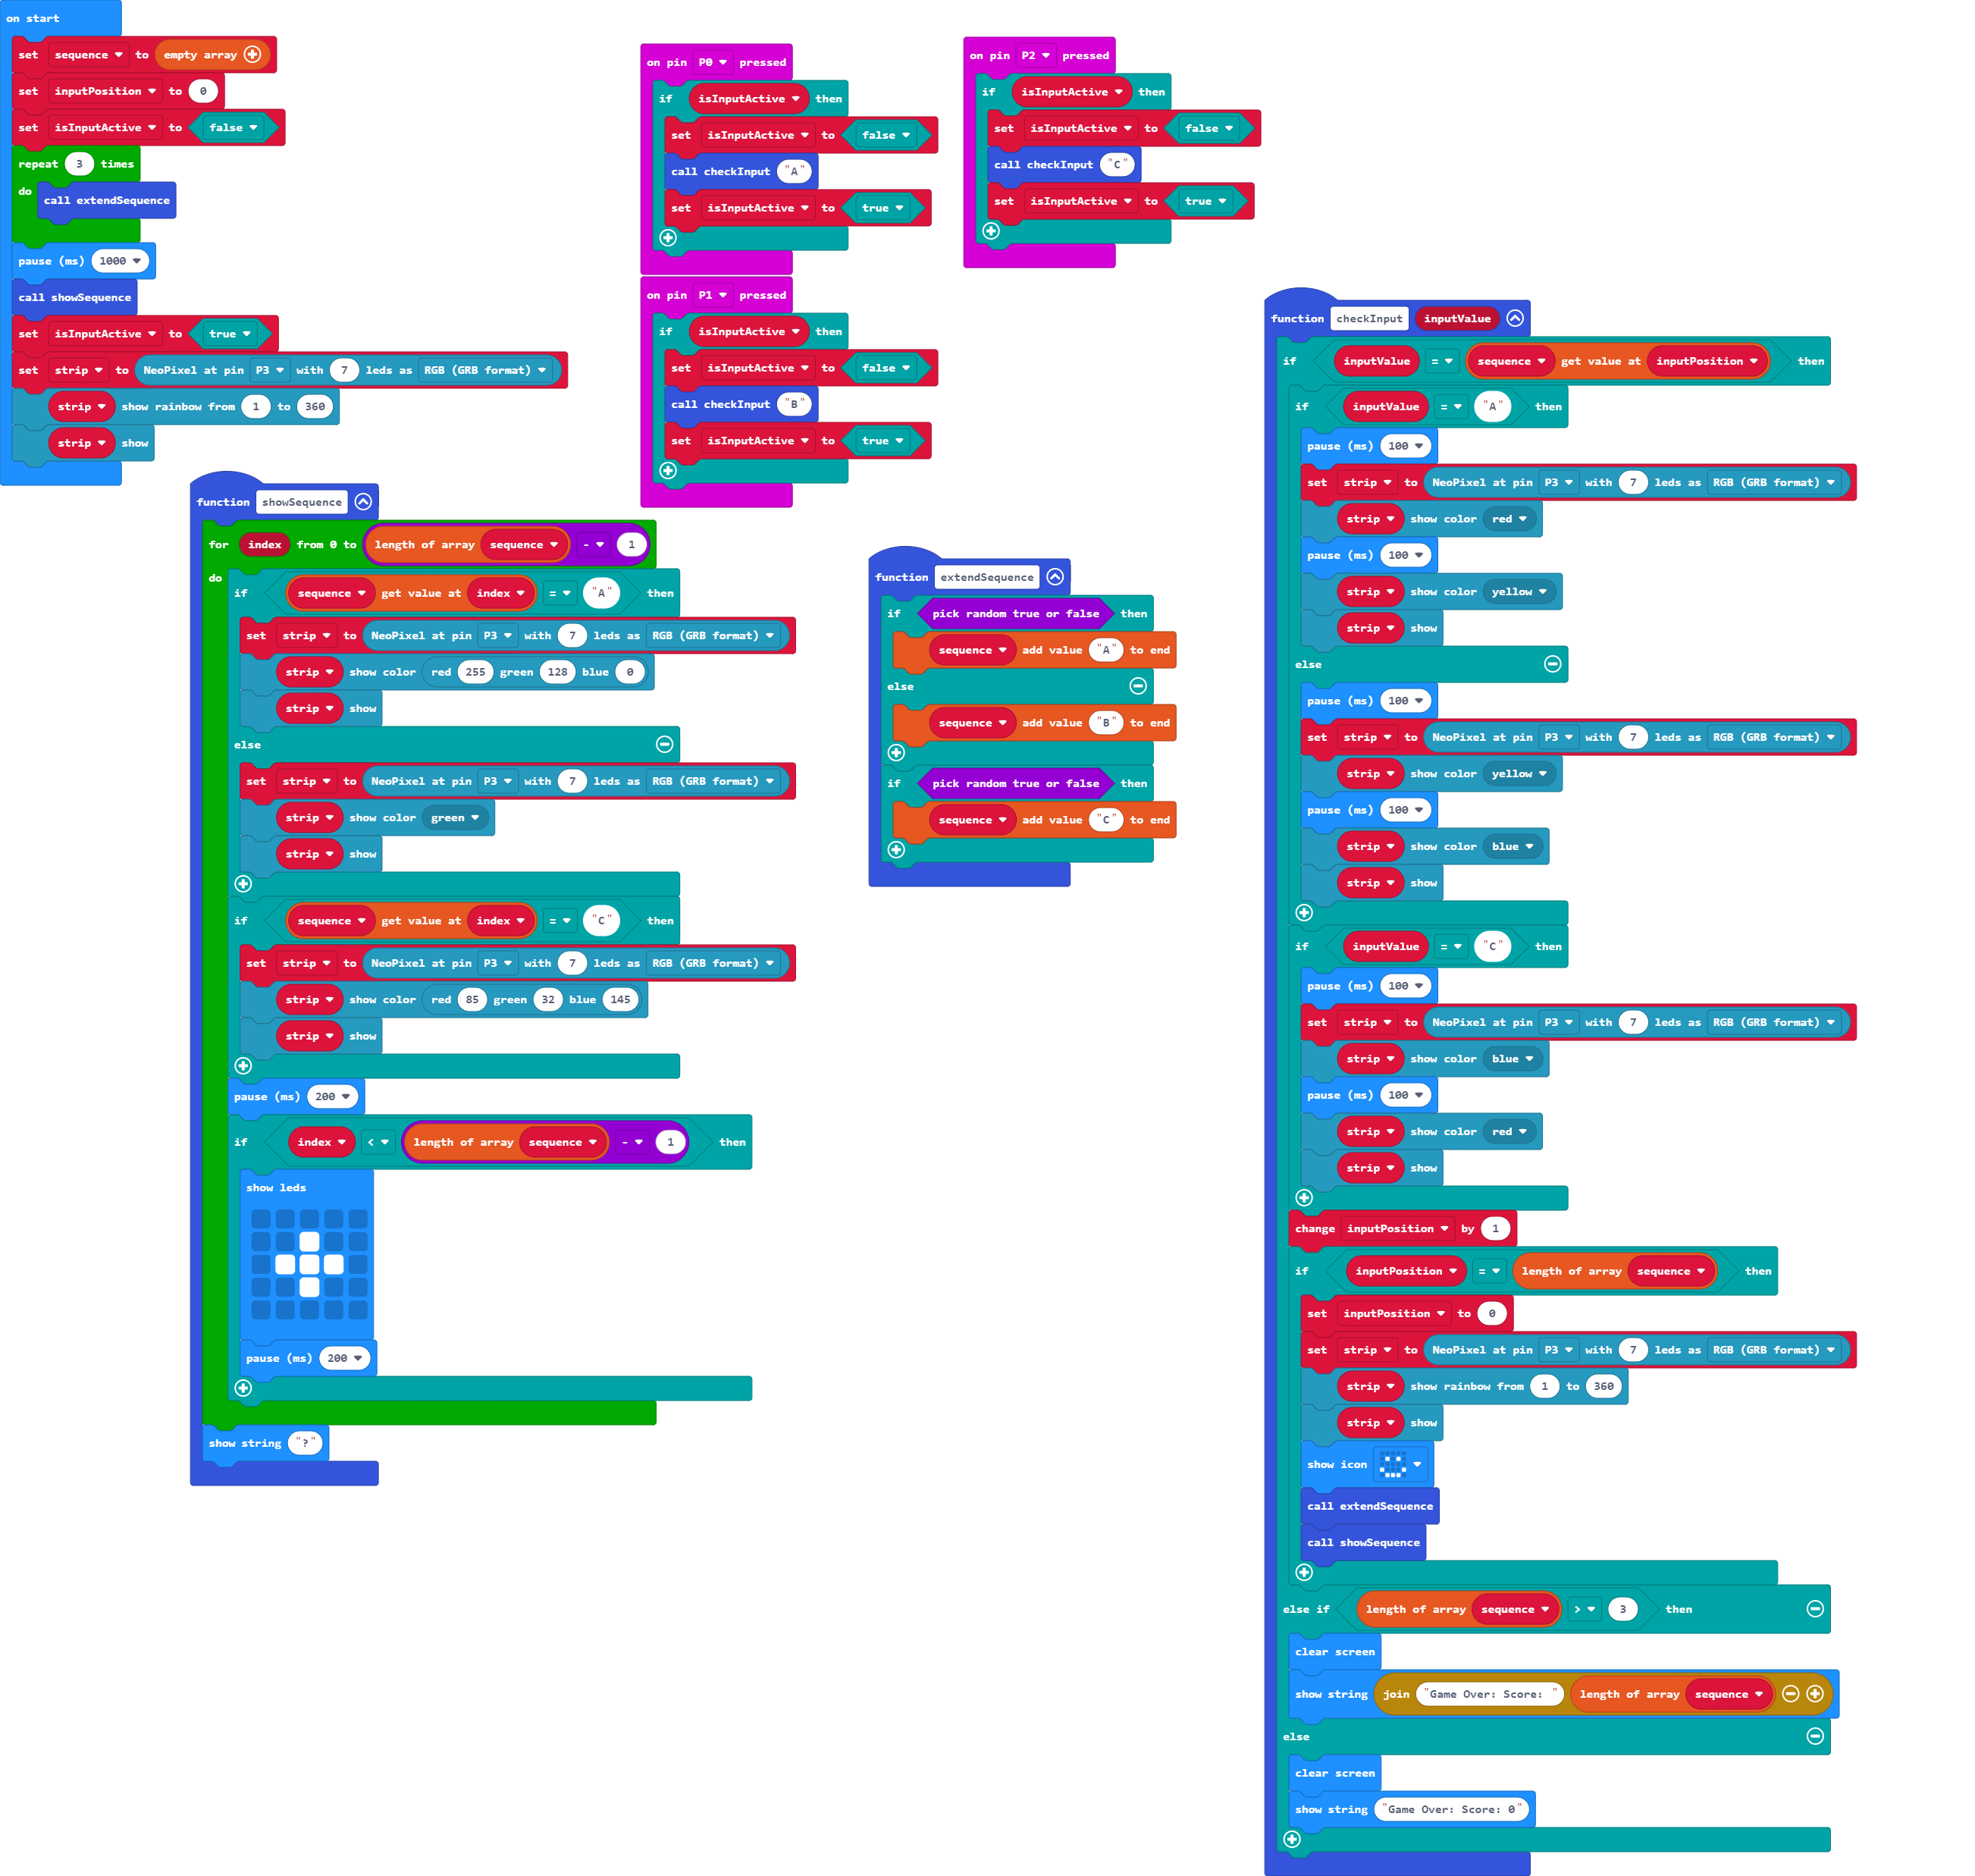 on start
set sequence to empty array
set inputPosition to 0
set isInputActive to false
repeat 3 times
do
call extendSequence
pause (ms) 1000
call showSequence
set isInputActive to true
set strip to NeoPixel at pin P3 with 7 leds as RGB (GRB format)
strip show rainbow from 1 to 360
strip show
on pin P0 pressed
if isInputActive then
set isInputActive to false
call checkInput "A"
set isInputActive to true
on pin P1 pressed
if isInputActive then
set isInputActive to false
call checkInput "B"
set isInputActive to true
on pin P2 pressed
if isInputActive then
set isInputActive to false
call checkInput "C"
set isInputActive to true
function showSequence
for index from 0 to length of array sequence - 1
do
if sequence get value at index = "A" then
set strip to NeoPixel at pin P3 with 7 leds as RGB (GRB format)
strip show color red 255 green 128 blue 0
strip show
else
set strip to NeoPixel at pin P3 with 7 leds as RGB (GRB format)
strip show color green
strip show
if sequence get value at index = "C" then
set strip to NeoPixel at pin P3 with 7 leds as RGB (GRB format)
strip show color red 85 green 32 blue 145
strip show
pause (ms) 200
if index < length of array sequence - 1 then
show leds
pause (ms) 200
show string "?"
function extendSequence
if pick random true or false then
sequence add value "A" to end
else
sequence add value "B" to end
if pick random true or false then
sequence add value "C" to end
function checkInput inputValue
if inputValue = sequence get value at inputPosition then
if inputValue = "A" then
pause (ms) 100
set strip to NeoPixel at pin P3 with 7 leds as RGB (GRB format)
strip show color red
pause (ms) 100
strip show color yellow
strip show
else
pause (ms) 100
set strip to NeoPixel at pin P3 with 7 leds as RGB (GRB format)
strip show color yellow
pause (ms) 100
strip show color blue
strip show
if inputValue = "C" then
pause (ms) 100
set strip to NeoPixel at pin P3 with 7 leds as RGB (GRB format)
strip show color blue
pause (ms) 100
strip show color red
strip show
change inputPosition by 1
if inputPosition = length of array sequence then
set inputPosition to 0
set strip to NeoPixel at pin P3 with 7 leds as RGB (GRB format)
strip show rainbow from 1 to 360
strip show
show icon
call extendSequence
call showSequence
else if length of array sequence > 3 then
clear screen
show string join "Game Over: Score: " length of array sequence
else
clear screen
show string "Game Over: Score: 0"